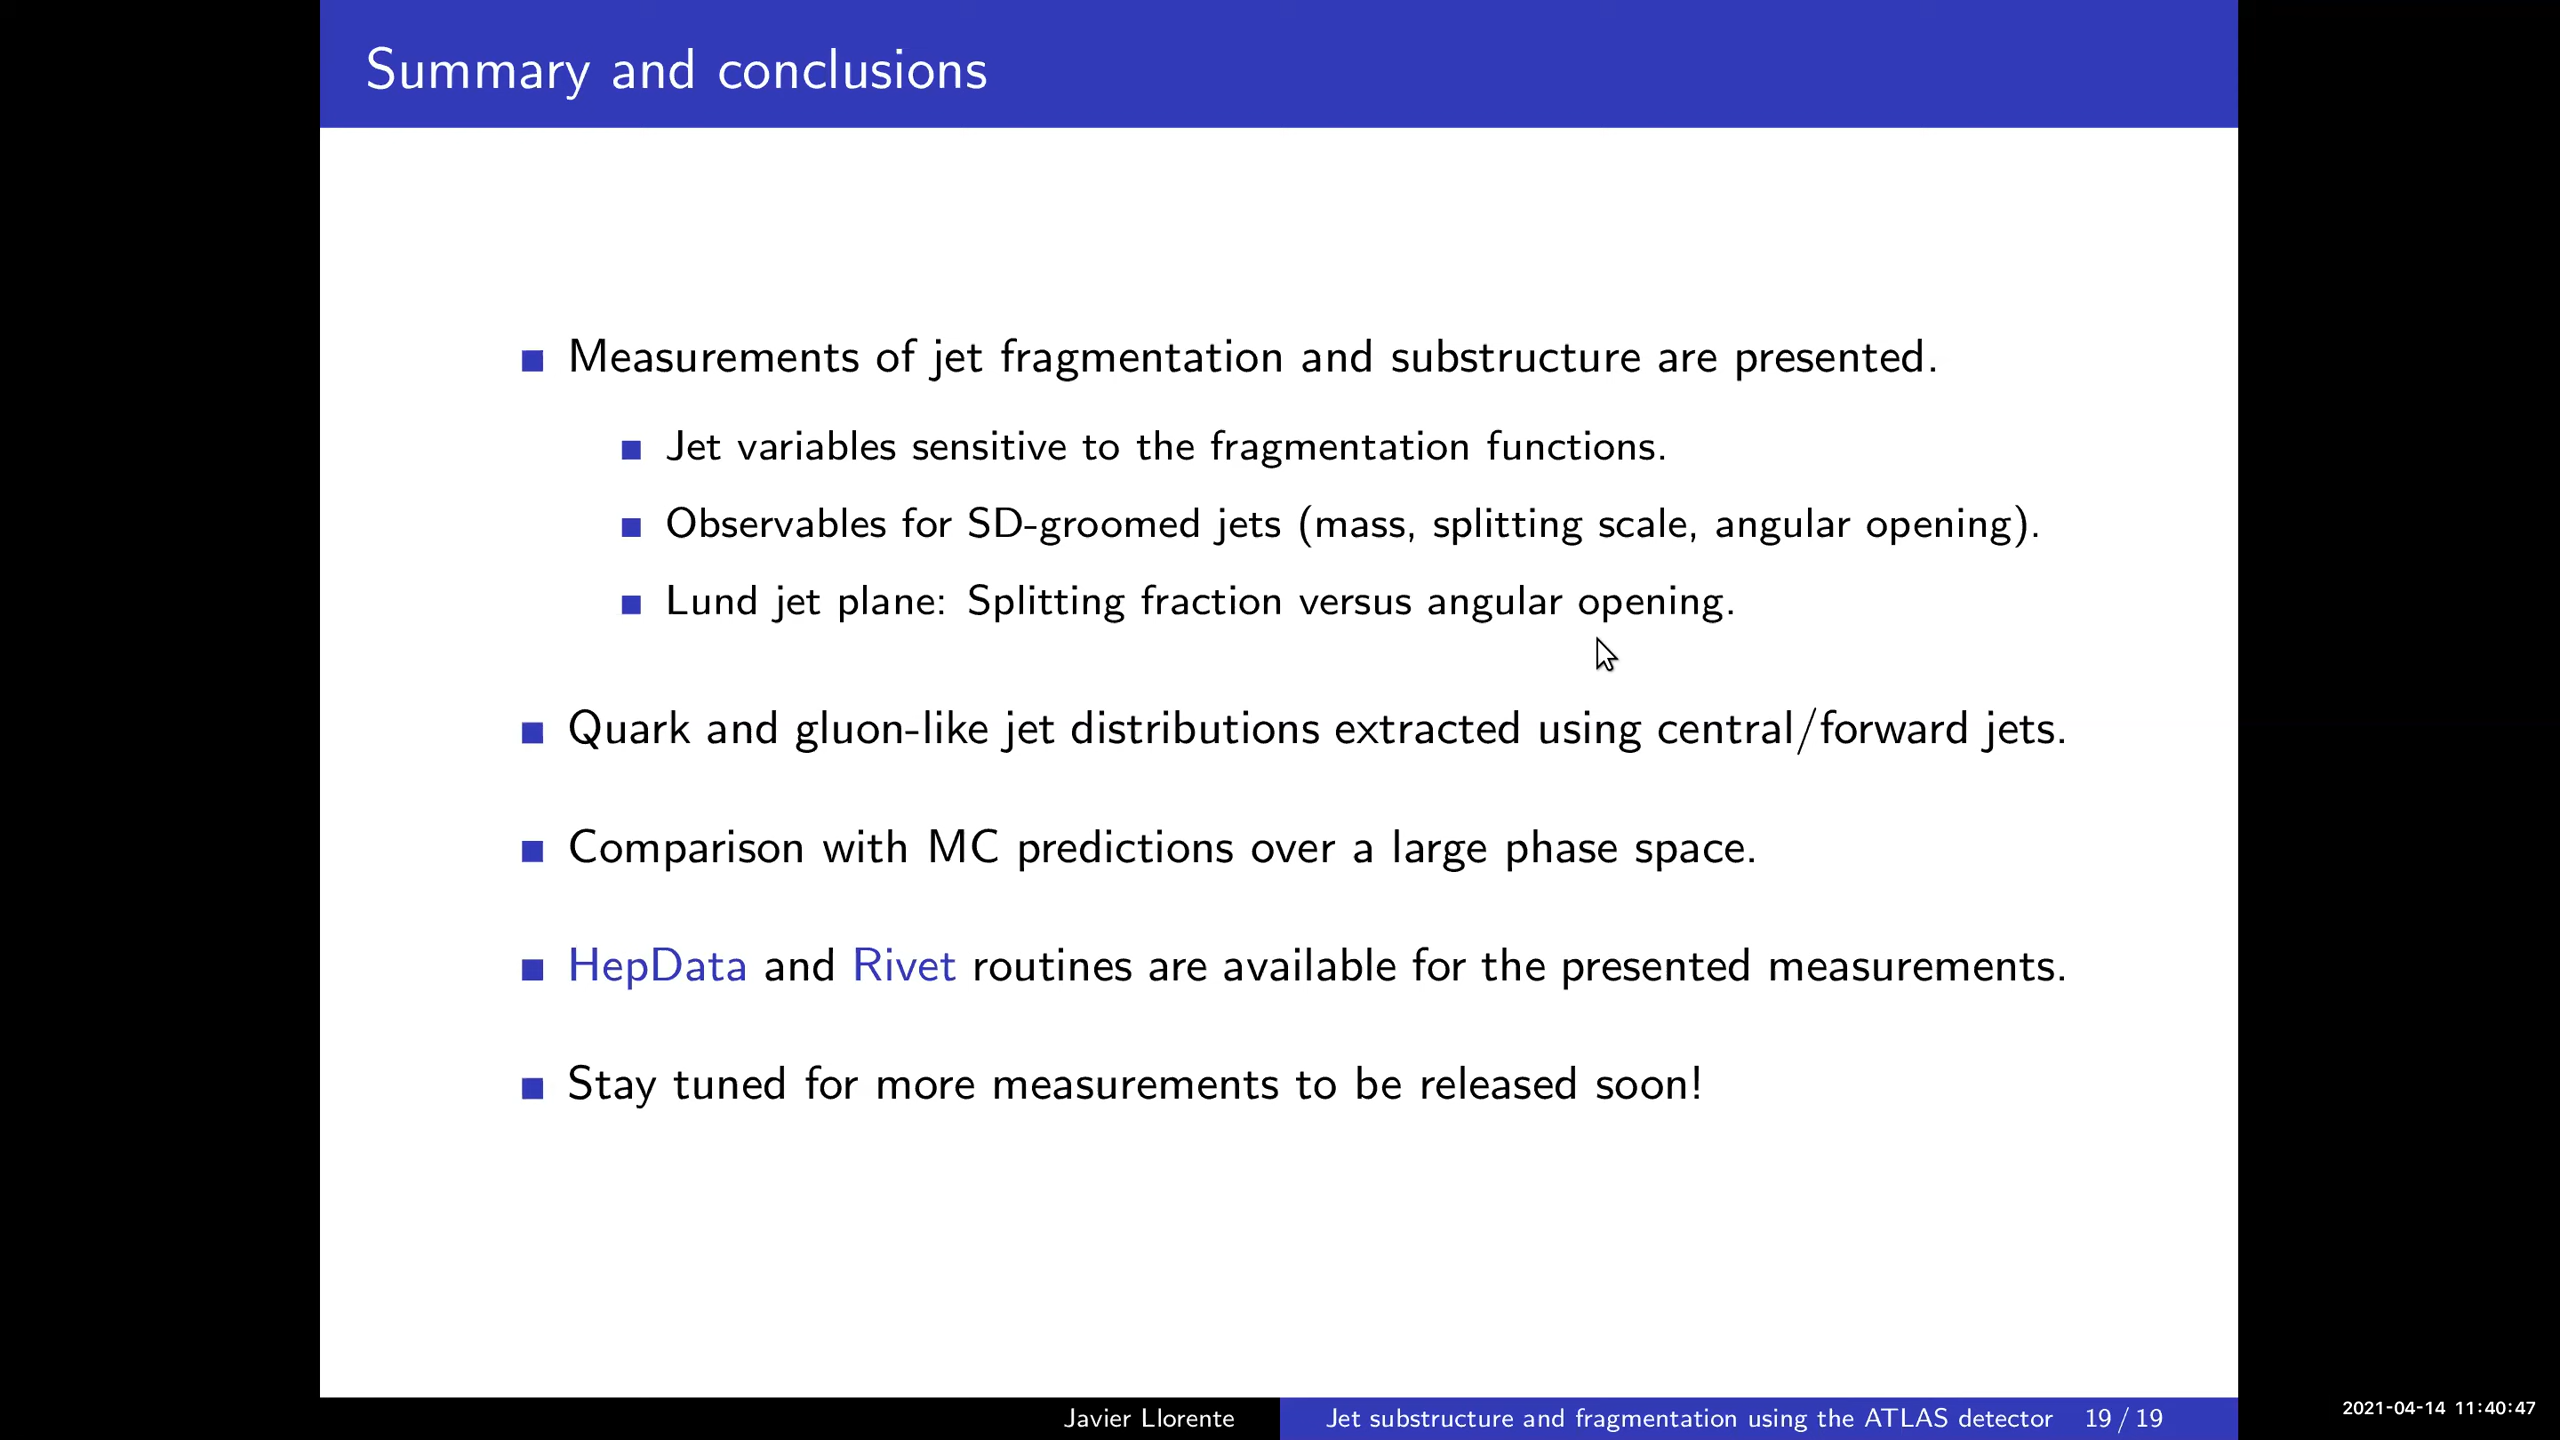 Summary and conclusions
Measurements of jet fragmentation and substructure are presented.
Jet variables sensitive to the fragmentation functions.
Observables for SD-groomed jets (mass, splitting scale, angular opening).
Lund jet plane: Splitting fraction versus angular opening.
Quark and gluon-like jet distributions extracted using central/forward jets.
Comparison with MC predictions over a large phase space.
HepData and Rivet routines are available for the presented measurements.
Stay tuned for more measurements to be released soon!
Javier Llorente Jet substructure and fragmentation using the ATLAS detector 19 / 19
2021-04-14 11:40:47